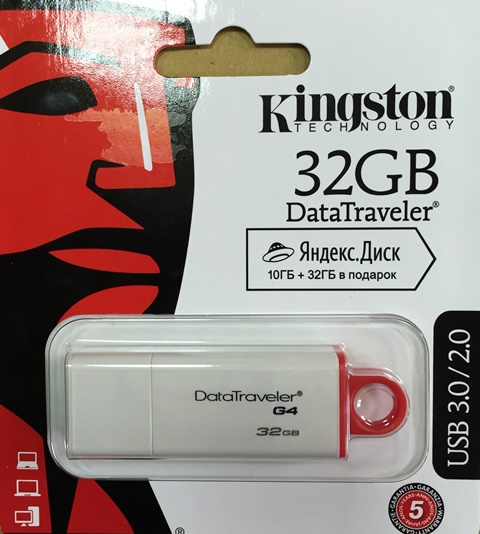 Kingston®
TECHNOLOGY
32GB
DataTraveler®
Яндекс.Диск
10ГБ + 32ГБ в подарок
USB 3.0/2.0
DataTraveler®
G4
32GB
5
®